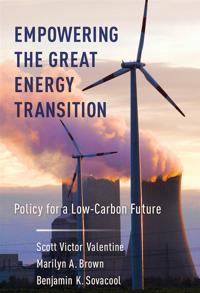 EMPOWERING
THE GREAT
ENERGY
TRANSITION
Policy for a Low-Carbon Future
Scott Victor Valentine
Marilyn A. Brown
Benjamin K. Sovacool